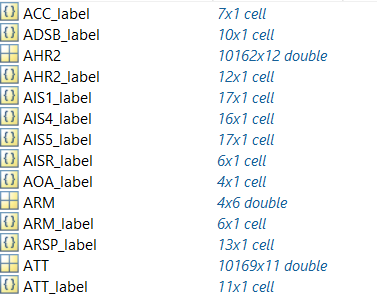 ACC_label 7x1 cell
ADSB_label 10x1 cell
AHR2 10162x12 double
AHR2_label 12x1 cell
AIS1_label 17x1 cell
AIS4_label 16x1 cell
AIS5_label 17x1 cell
AISR_label 6x1 cell
AOA_label 4x1 cell
ARM 4x6 double
ARM_label 6x1 cell
ARSP_label 13x1 cell
ATT 10169x11 double
ATT_label 11x1 cell